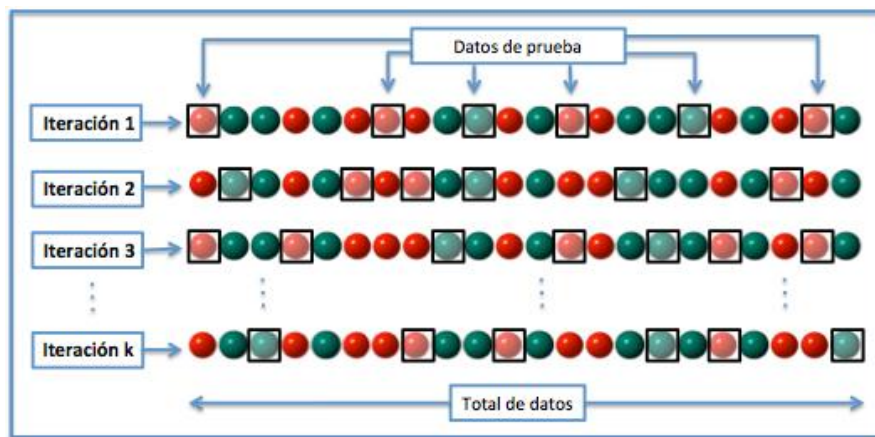 Datos de prueba
Iteración 1
Iteración 2
Iteración 3
Iteración k
Total de datos